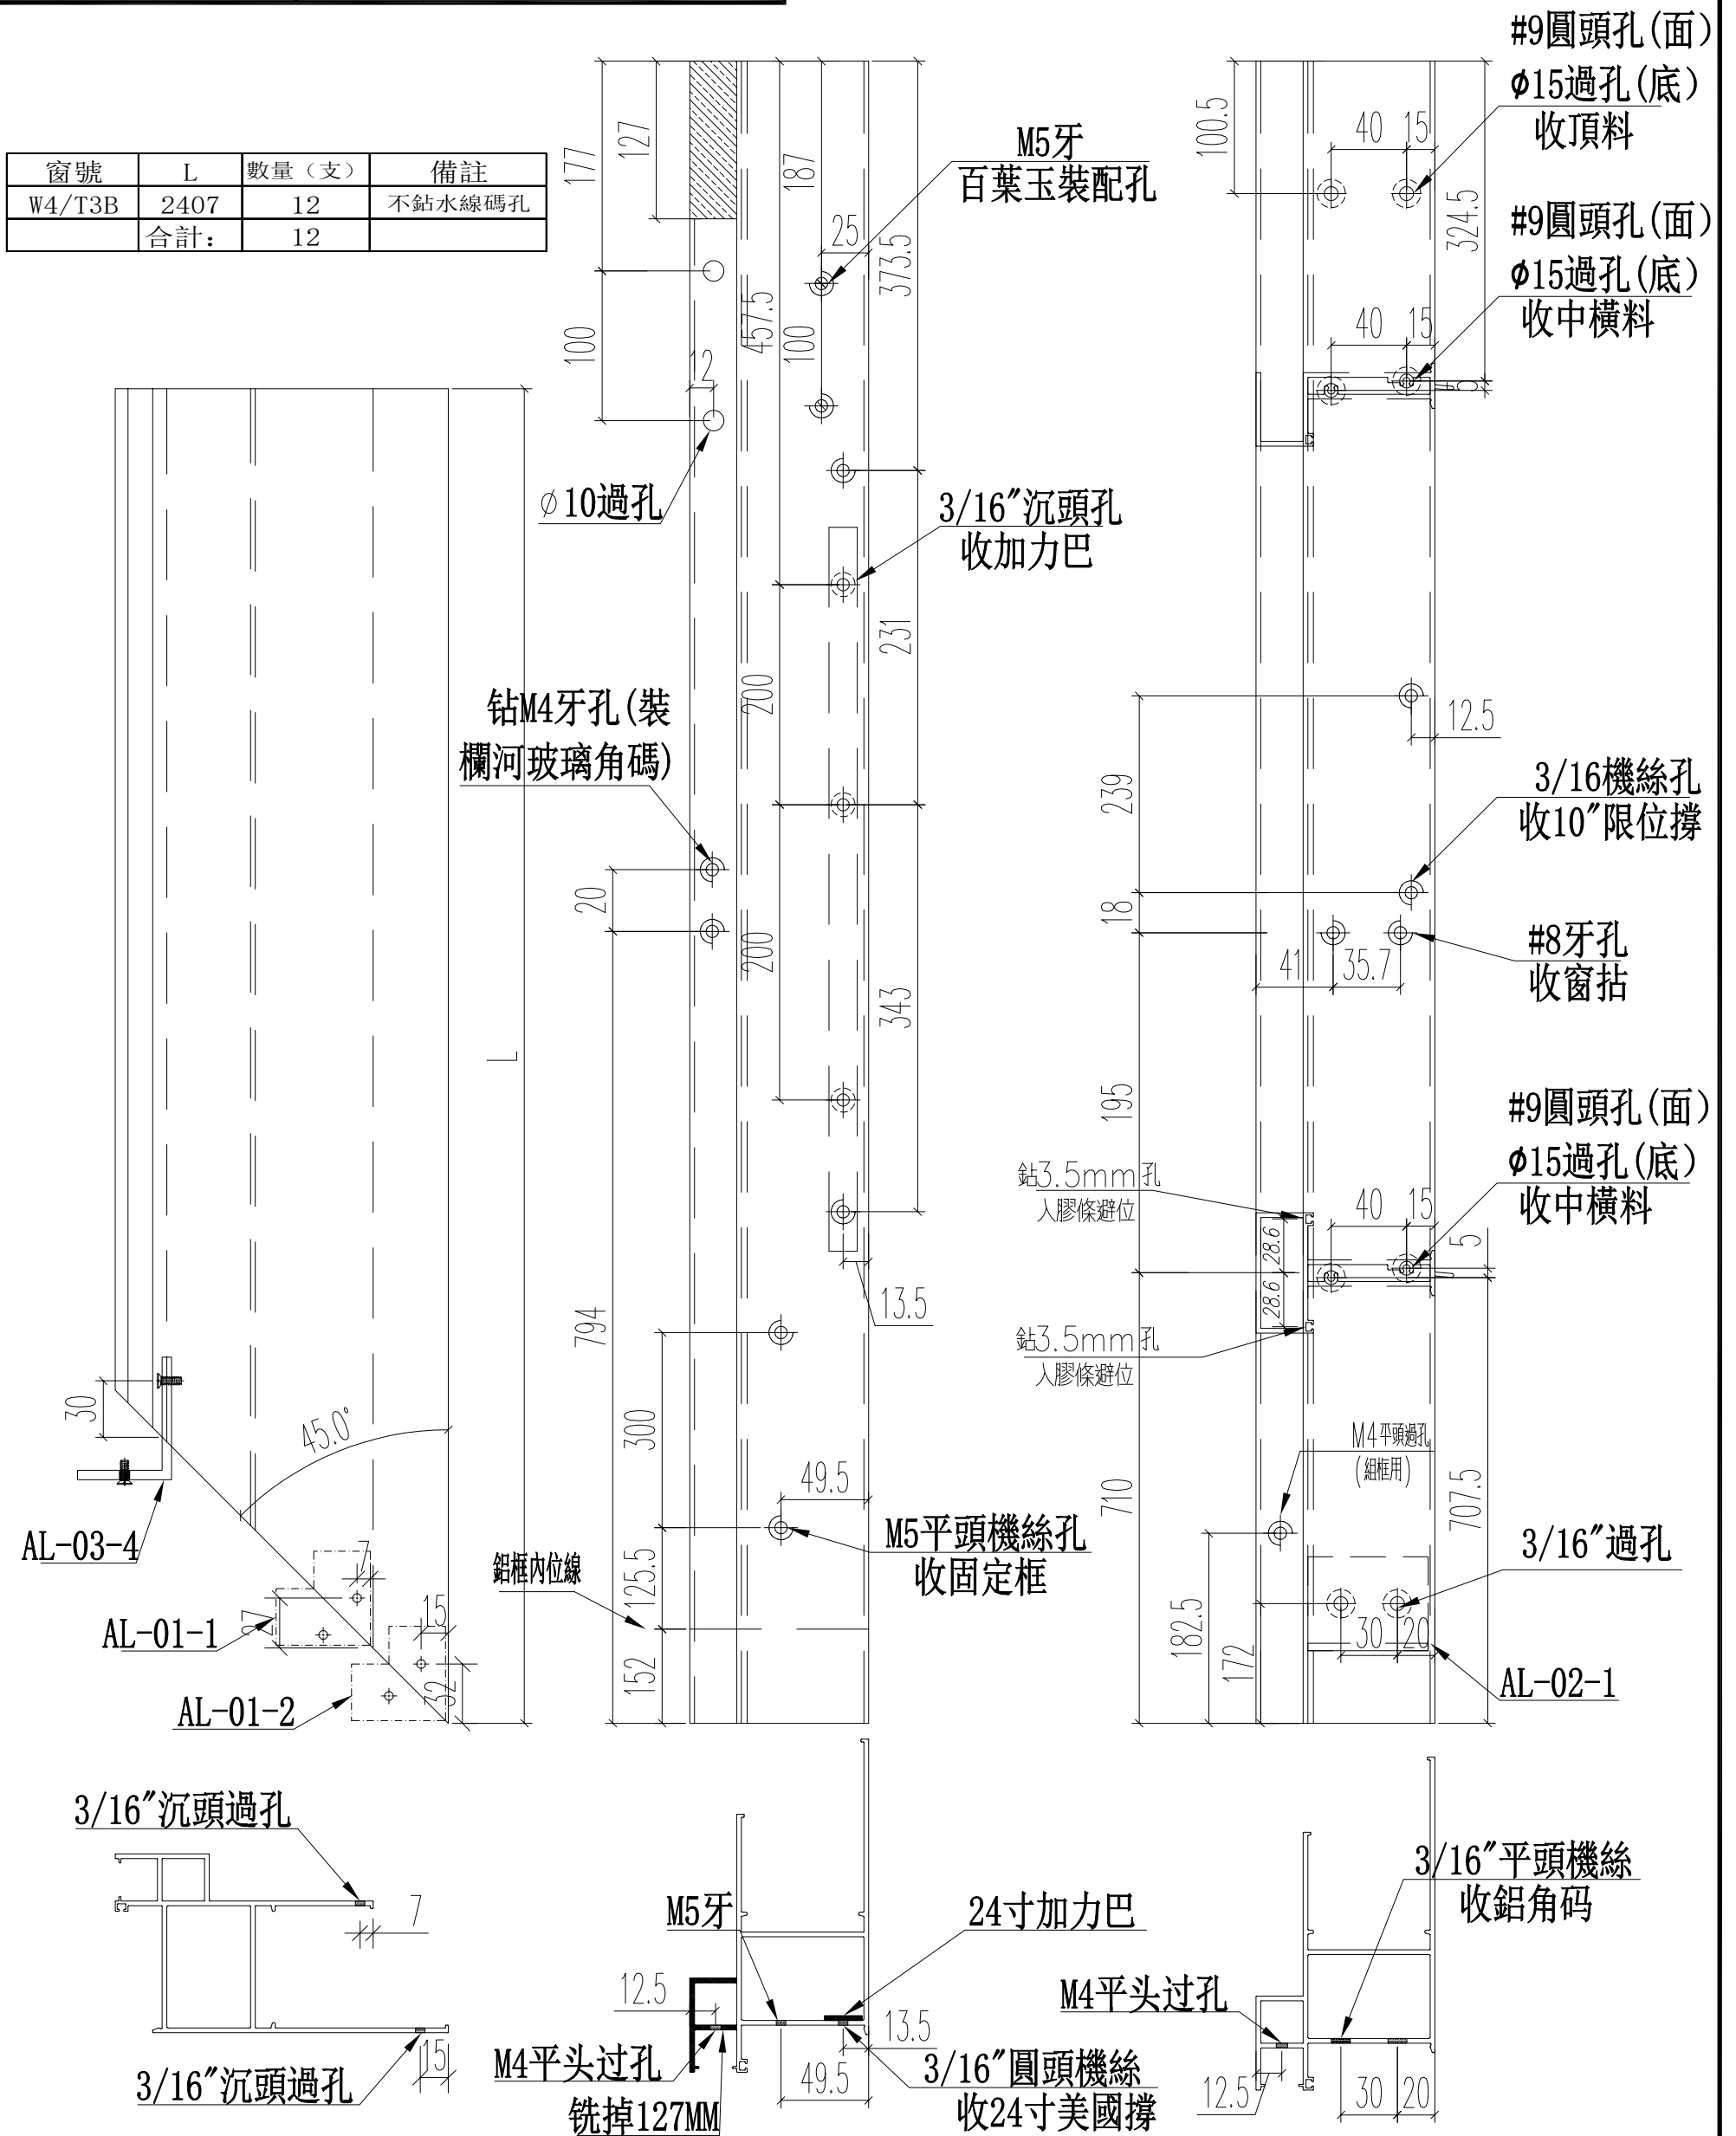 窗號 L 數量（支） 備註
W4/T3B 2407 12 不鉆水線碼孔
合計： 12
L
30
45.0°
AL-03-4
7
27
AL-01-1
15
AL-01-2
32
177
127
187
25
373.5
M5牙
百葉玉裝配孔
457.5
100
100
12
ø10過孔
3/16"沉頭孔
收加力巴
231
200
钻M4牙孔(裝
欄河玻璃角碼)
20
200
343
13.5
794
300
49.5
M5平頭機絲孔
收固定框
鋁框內位線
125.5
152
#9圓頭孔(面)
ϕ15過孔(底)
收頂料
100.5
40 15
324.5
#9圓頭孔(面)
ϕ15過孔(底)
收中橫料
40 15
12.5
239
3/16機絲孔
收10"限位撐
18
41 35.7
#8牙孔
收窗拈
195
#9圓頭孔(面)
ϕ15過孔(底)
收中橫料
鉆3.5mm孔
入膠條避位
40 15
5
28.6
28.6
鉆3.5mm孔
入膠條避位
M4平頭過孔
(組框用)
710
707.5
3/16"過孔
182.5
172
30 20
AL-02-1
3/16"沉頭過孔
7
15
3/16"沉頭過孔
M5牙
24寸加力巴
12.5
13.5
M4平头过孔
铣掉127MM
49.5
3/16"圓頭機絲
收24寸美國撐
3/16"平頭機絲
收鋁角码
M4平头过孔
12.5
30 20